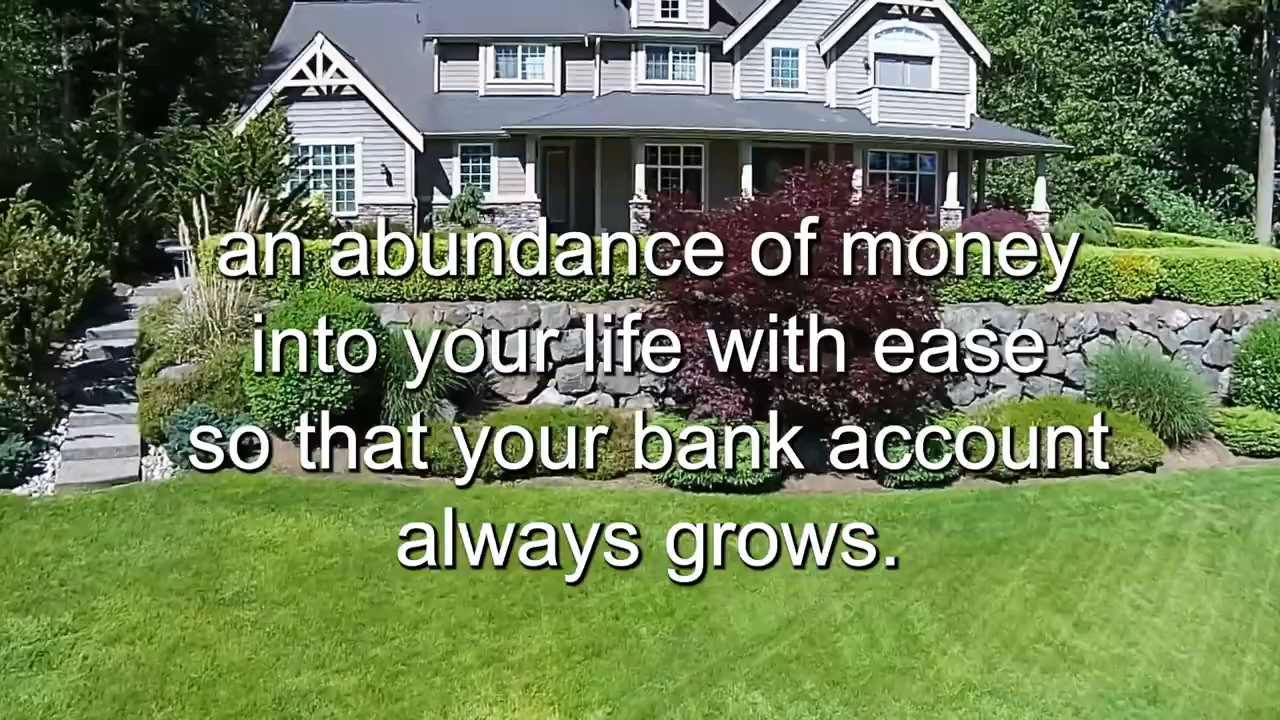 an abundance of money
into your life with ease
so that your bank account
always grows.